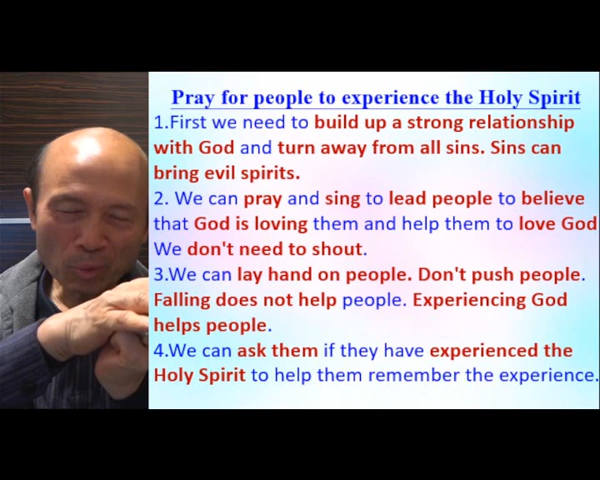 Pray for people to experience the Holy Spirit
1.First we need to build up a strong relationship
with God and turn away from all sins. Sins can
bring evil spirits.
2. We can pray and sing to lead people to believe
that God is loving them and help them to love God
We don't need to shout.
3.We can lay hand on people. Don't push people.
Falling does not help people. Experiencing God
helps people.
4.We can ask them if they have experienced the
Holy Spirit to help them remember the experience.